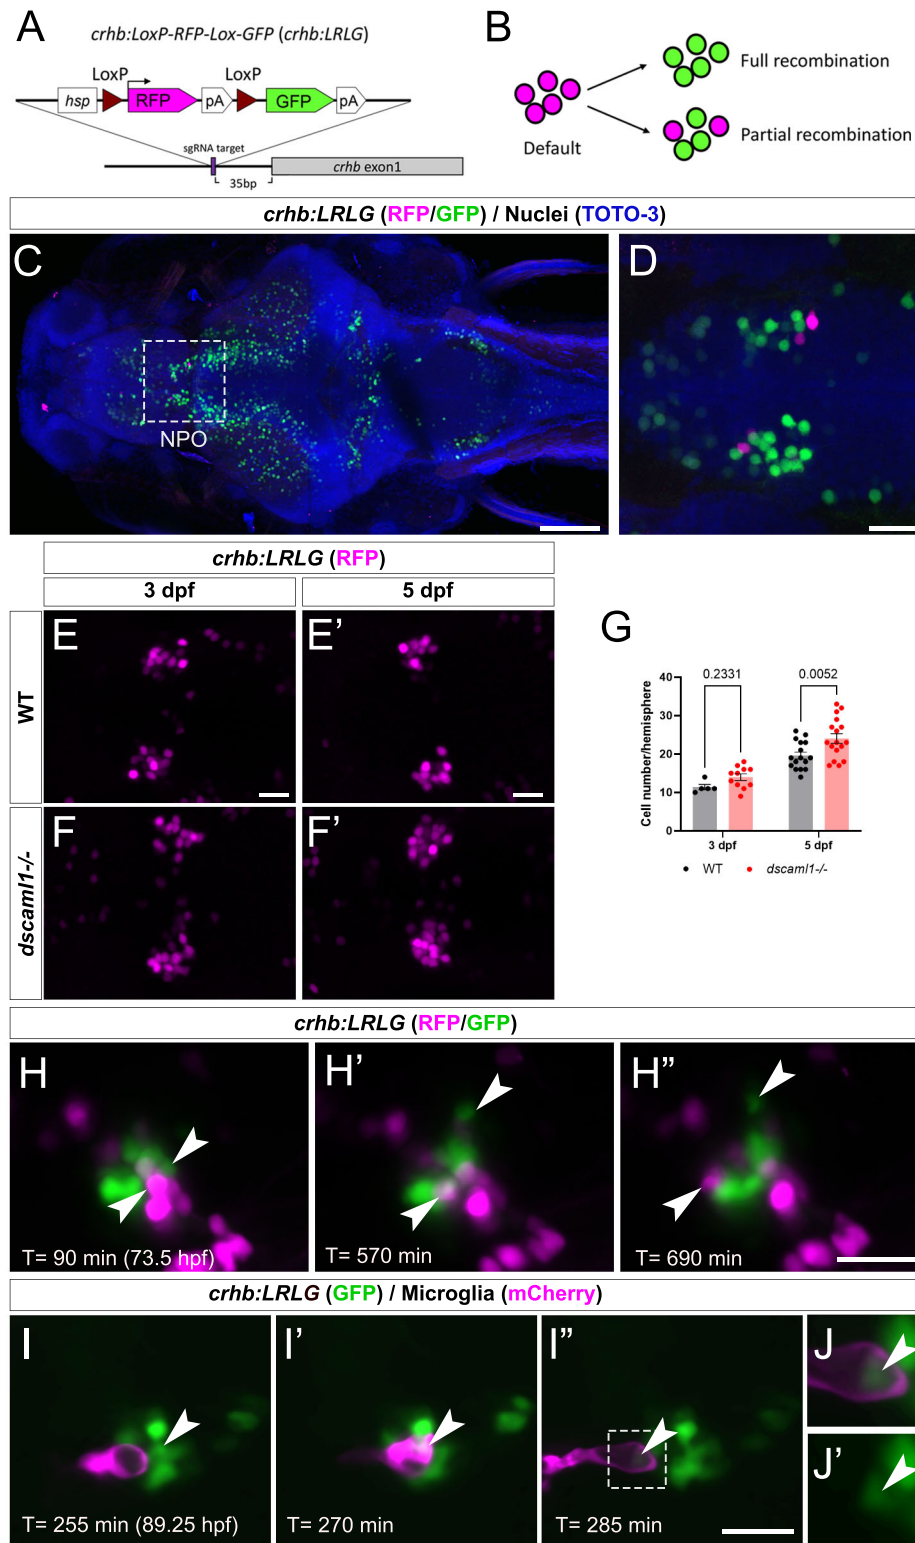 A
crhb:LoxP-RFP-Lox-GFP (crhb:LRLG)
LoxP
LoxP
hsp
RFP
pA
GFP
pA
sgRNA target
35bp
crhb exon1
B
Default
Full recombination
Partial recombination
crhb:LRLG (RFP/GFP) / Nuclei (TOTO-3)
C
NPO
D
crhb:LRLG (RFP)
3 dpf
5 dpf
WT
E
E’
dscaml1-/-
F
F’
G
Cell number/hemisphere
40
30
20
10
0
0.2331
0.0052
3 dpf
5 dpf
WT
dscaml1-/-
crhb:LRLG (RFP/GFP)
H
T= 90 min (73.5 hpf)
H’
T= 570 min
H”
T= 690 min
crhb:LRLG (GFP) / Microglia (mCherry)
I
T= 255 min (89.25 hpf)
I’
T= 270 min
I”
T= 285 min
J
J’